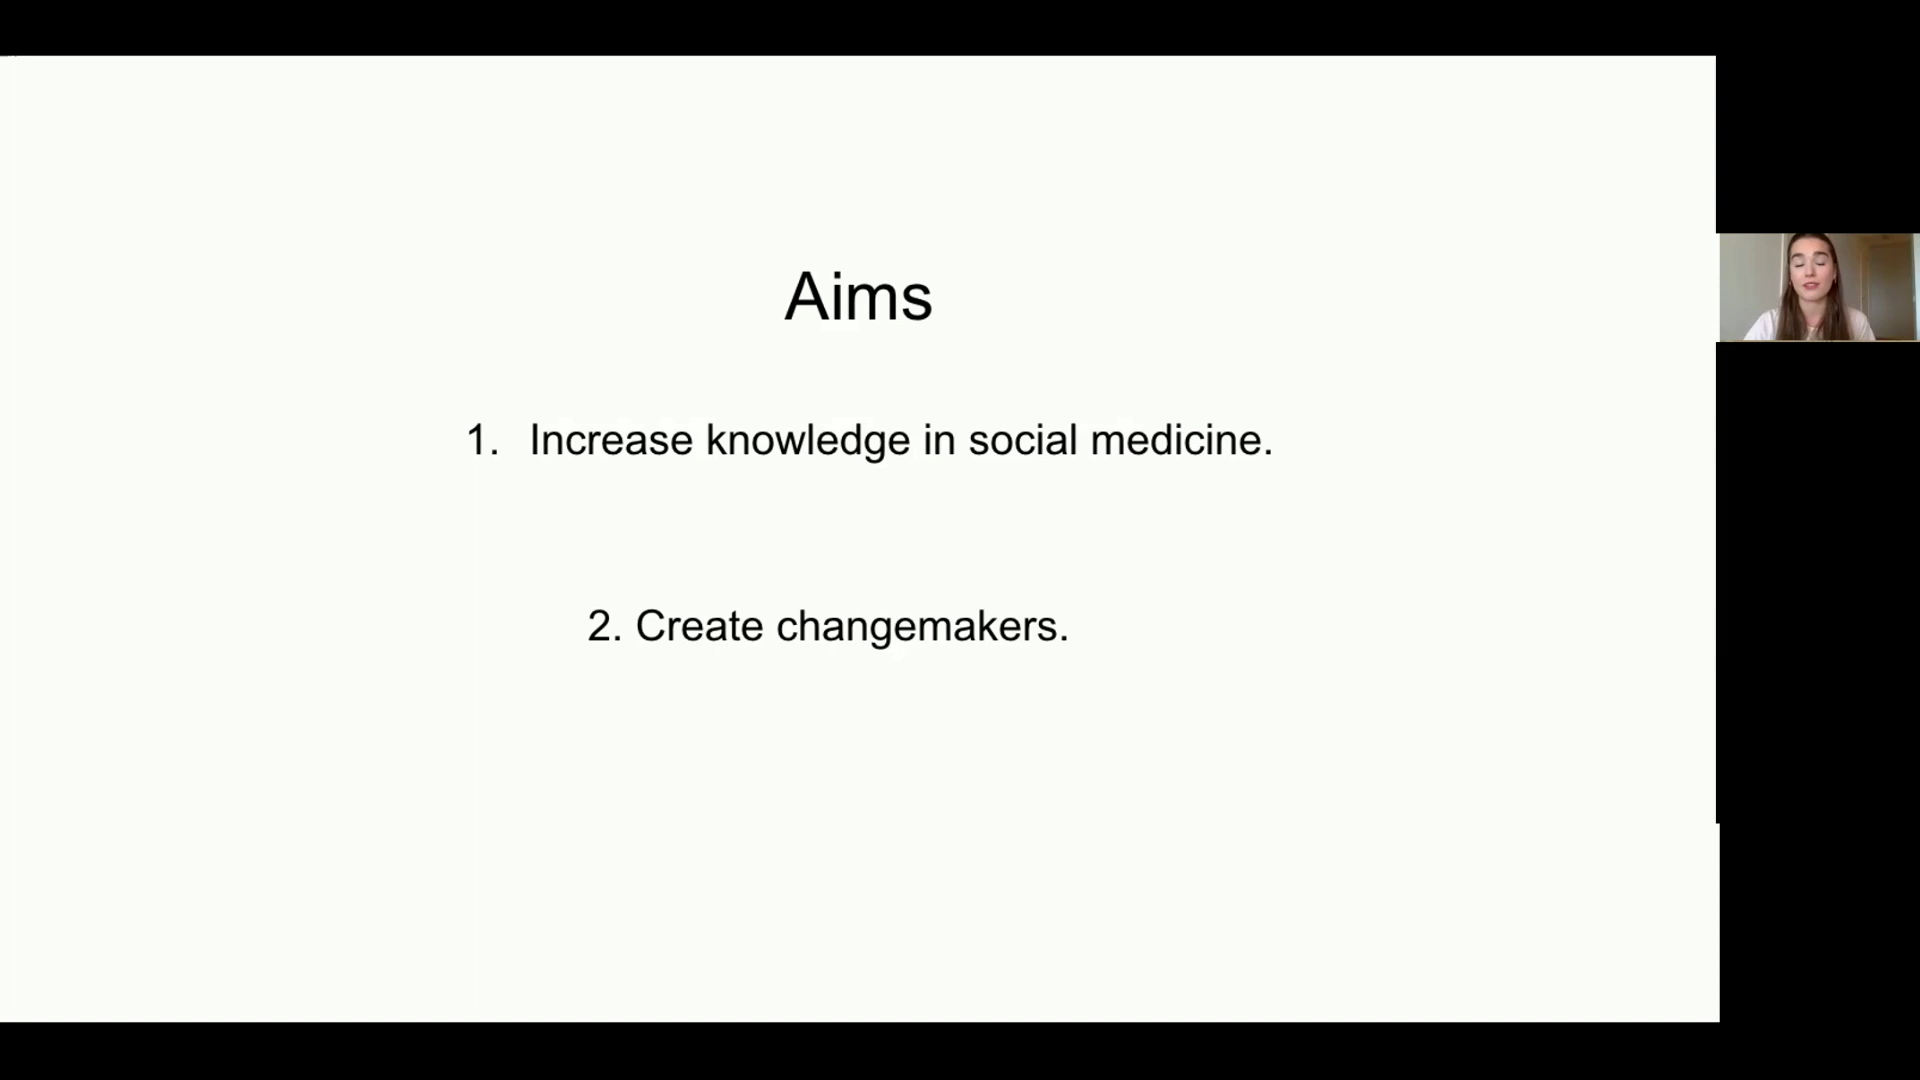 Aims
1. Increase knowledge in social medicine.
2. Create changemakers.